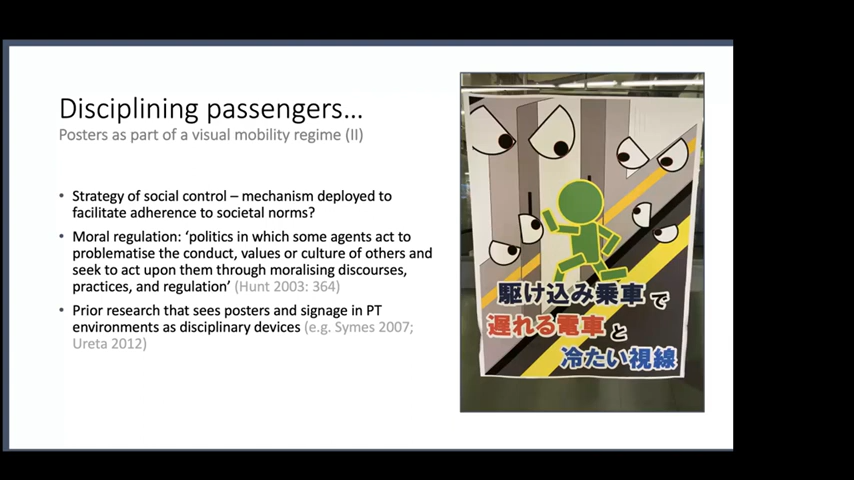 Disciplining passengers...
Posters as part of a visual mobility regime (II)
• Strategy of social control – mechanism deployed to
facilitate adherence to societal norms?
• Moral regulation: ‘politics in which some agents act to
problematise the conduct, values or culture of others and
seek to act upon them through moralising discourses,
practices, and regulation’ (Hunt 2003: 364)
• Prior research that sees posters and signage in PT
environments as disciplinary devices (e.g. Symes 2007;
Ureta 2012)
駆け込み乗車で
遅れる電車と
冷たい視線